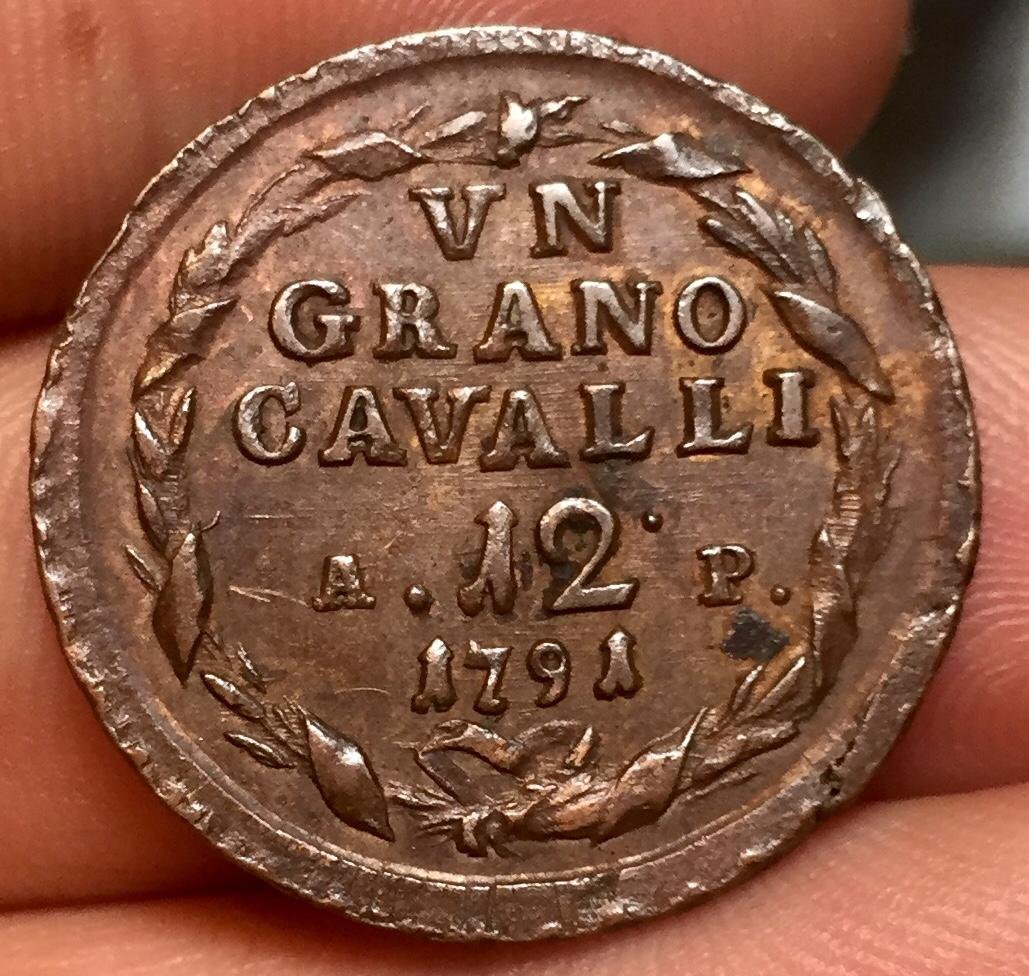 VN
GRANO
CAVALLI
A . 12 P.
1791